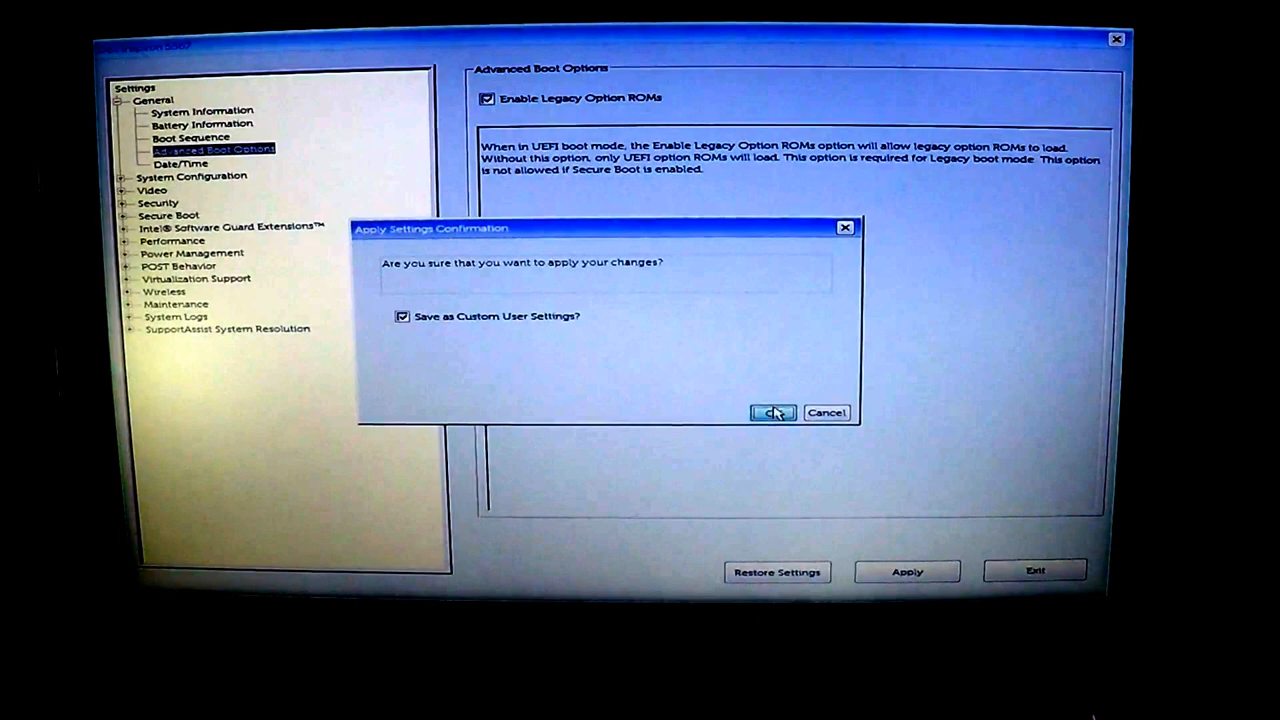 Settings
General
System Information
Battery Information
Boot Sequence
Advanced Boot Options
Date/Time
System Configuration
Video
Security
Secure Boot
Intel® Software Guard Extensions™
Performance
Power Management
POST Behavior
Virtualization Support
Wireless
Maintenance
System Logs
SupportAssist System Resolution
Advanced Boot Options
Enable Legacy Option ROMs
When in UEFI boot mode, the Enable Legacy Option ROMs option will allow legacy option ROMs to load.
Without this option, only UEFI option ROMs will load. This option is required for Legacy boot mode. This option
is not allowed if Secure Boot is enabled.
Apply Settings Confirmation
Are you sure that you want to apply your changes?
Save as Custom User Settings?
Cancel
Restore Settings
Apply
Exit